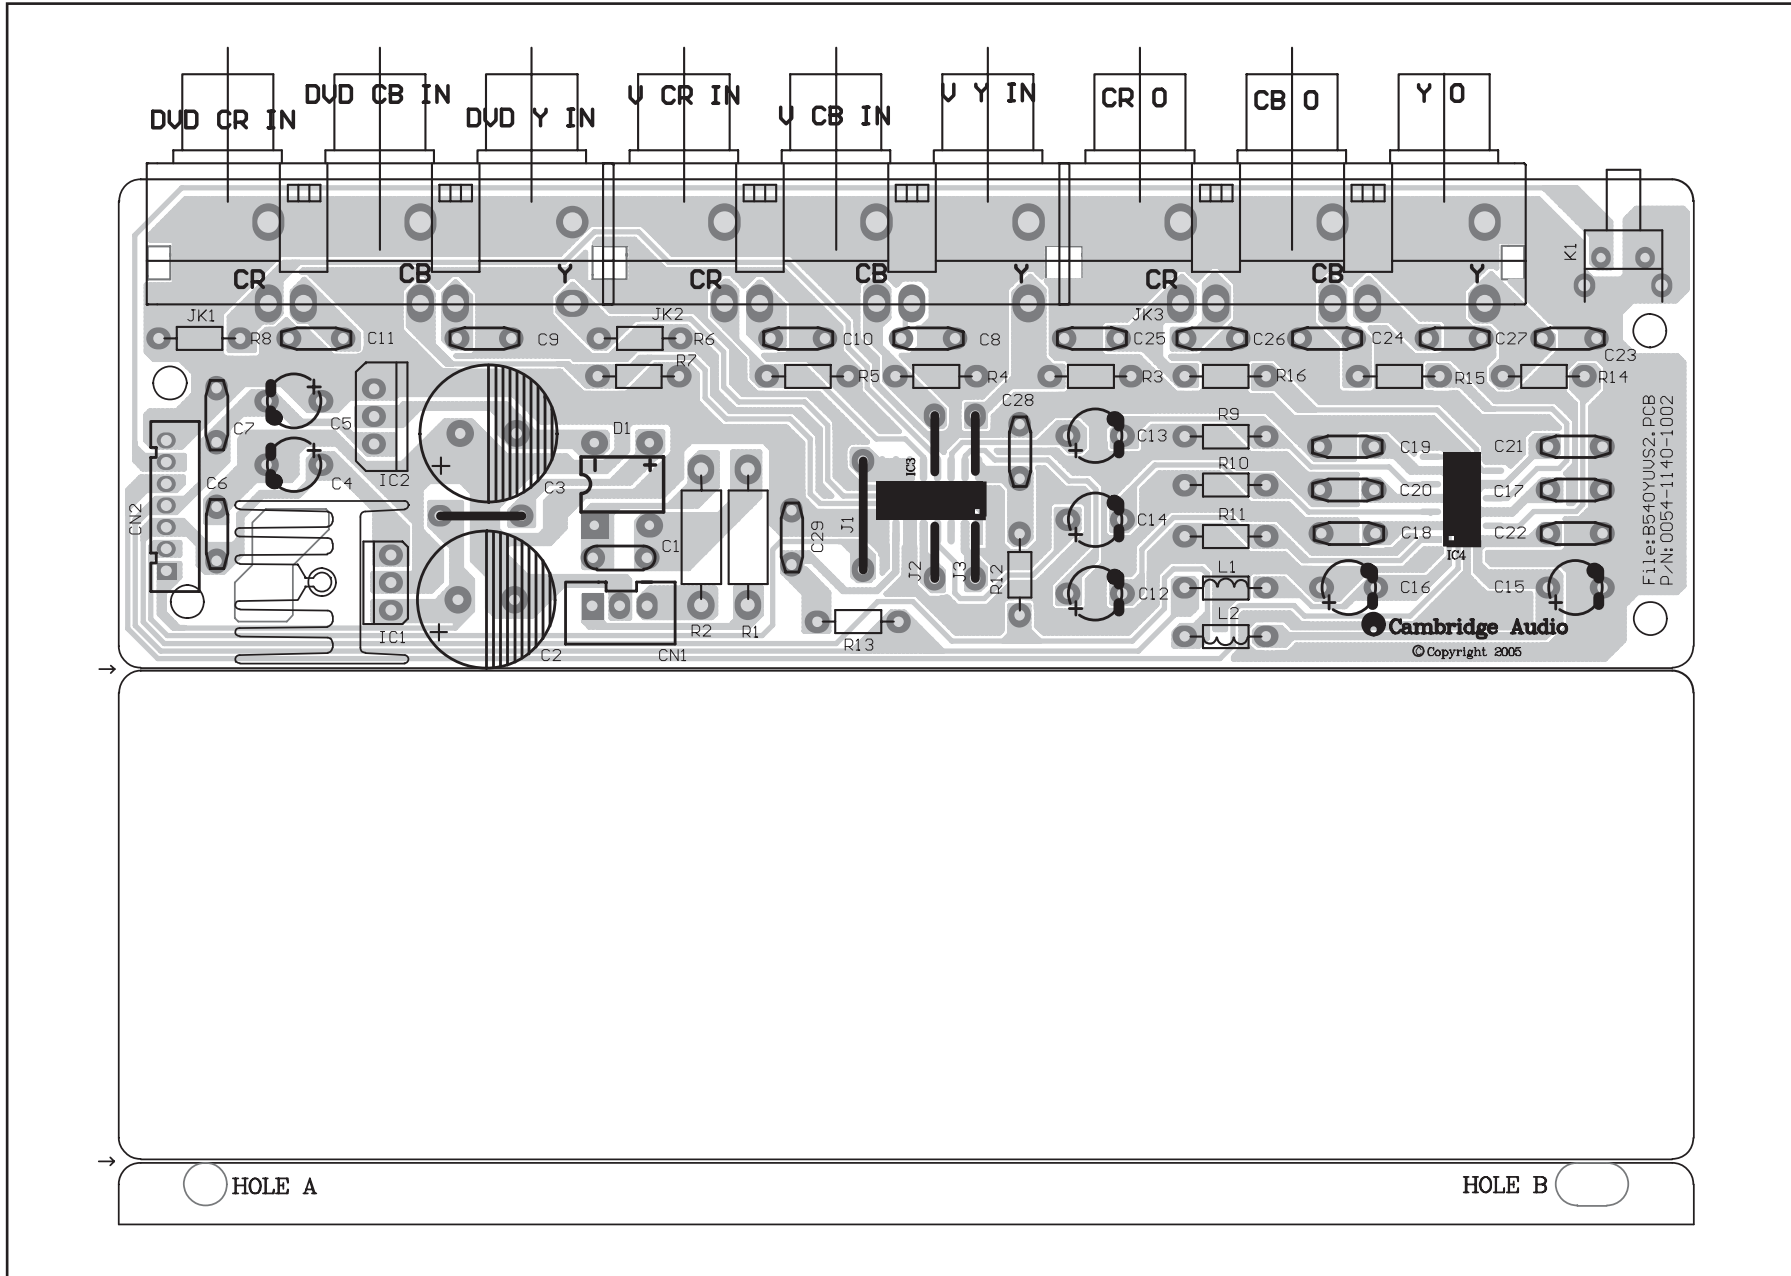 DVD CR IN
DVD CB IN
DVD Y IN
V CR IN
V CB IN
V Y IN
CR O
CB O
Y O
K1
CR
CB
Y
CR
CB
Y
CR
CB
Y
JK1
JK2
JK3
R8
C11
C9
R6
C10
C8
C25
C26
C24
C27
C23
R7
R5
R4
R3
R16
R15
R14
C7
C5
C28
D1
C13
R9
C19
C21
IC2
C6
C4
C3
IC3
R10
C20
C17
CN2
C29
J1
C14
R11
C18
C22
IC4
C1
J2
J3
R12
L1
C12
C16
C15
IC1
C2
CN1
R2
R1
R13
L2
Cambridge Audio
© Copyright 2005
File:B540YUVS2.PCB
P/N:0054-1140-1002
+
+
+
+
- +
+
+
+
+
+
→
→
HOLE A
HOLE B